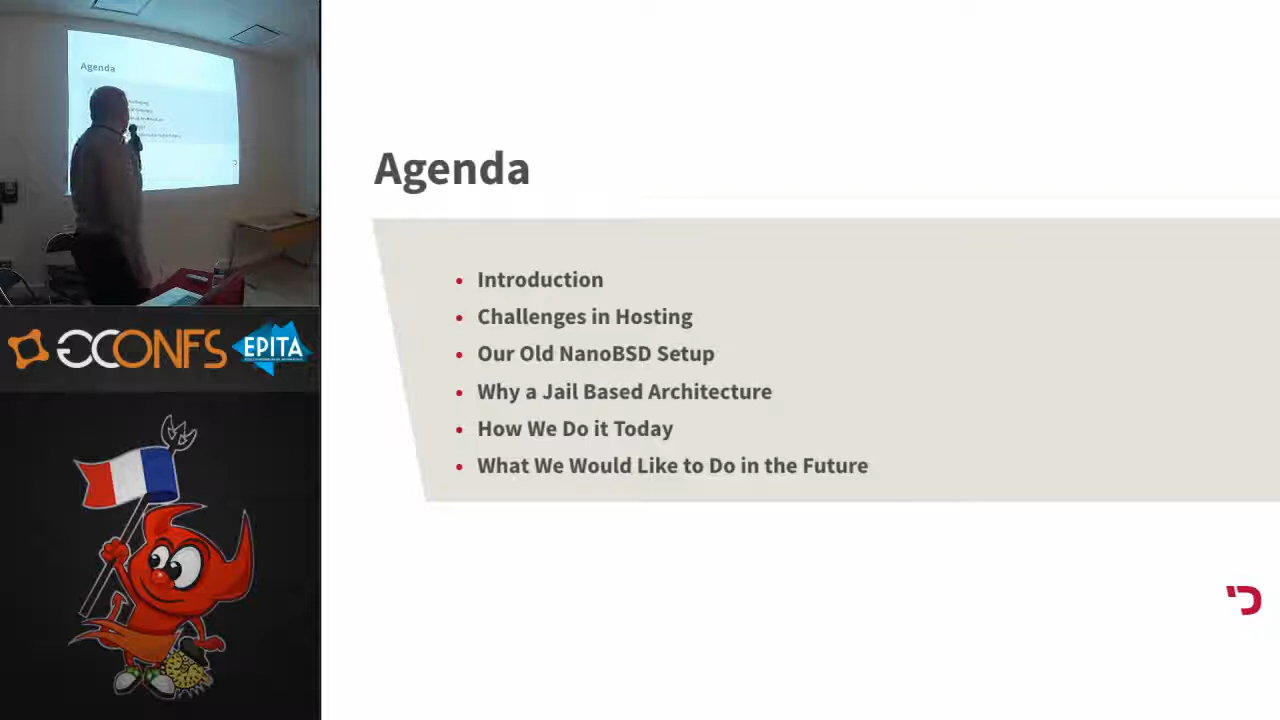 Agenda
GCONFS
EPITA
Agenda
• Introduction
• Challenges in Hosting
• Our Old NanoBSD Setup
• Why a Jail Based Architecture
• How We Do it Today
• What We Would Like to Do in the Future